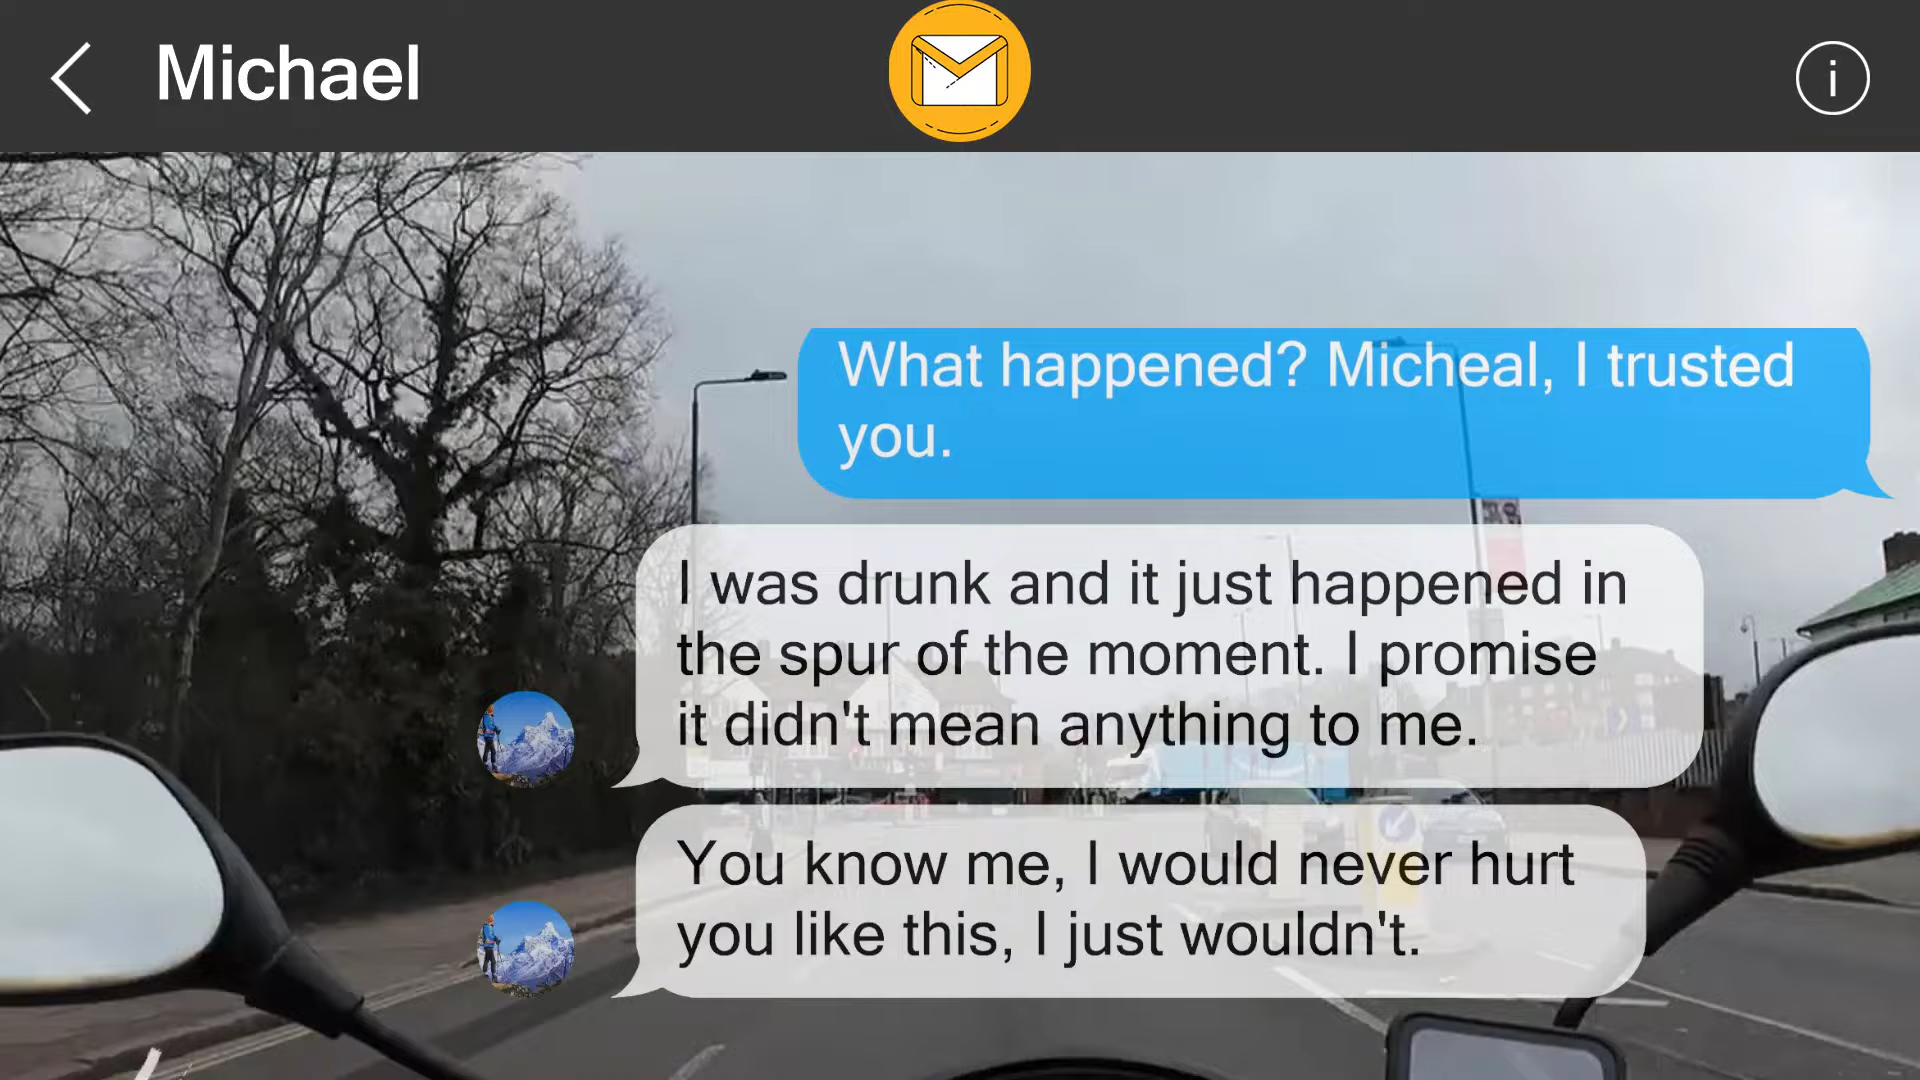 Michael
What happened? Micheal, I trusted
you.
I was drunk and it just happened in
the spur of the moment. I promise
it didn't mean anything to me.
You know me, I would never hurt
you like this, I just wouldn't.